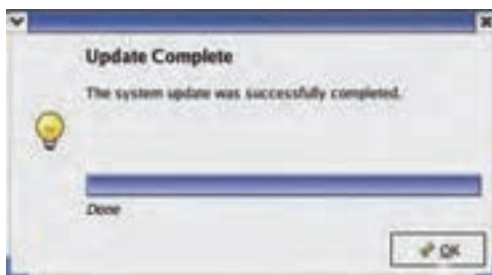 Update Complete
The system update was successfully completed.
Done
OK